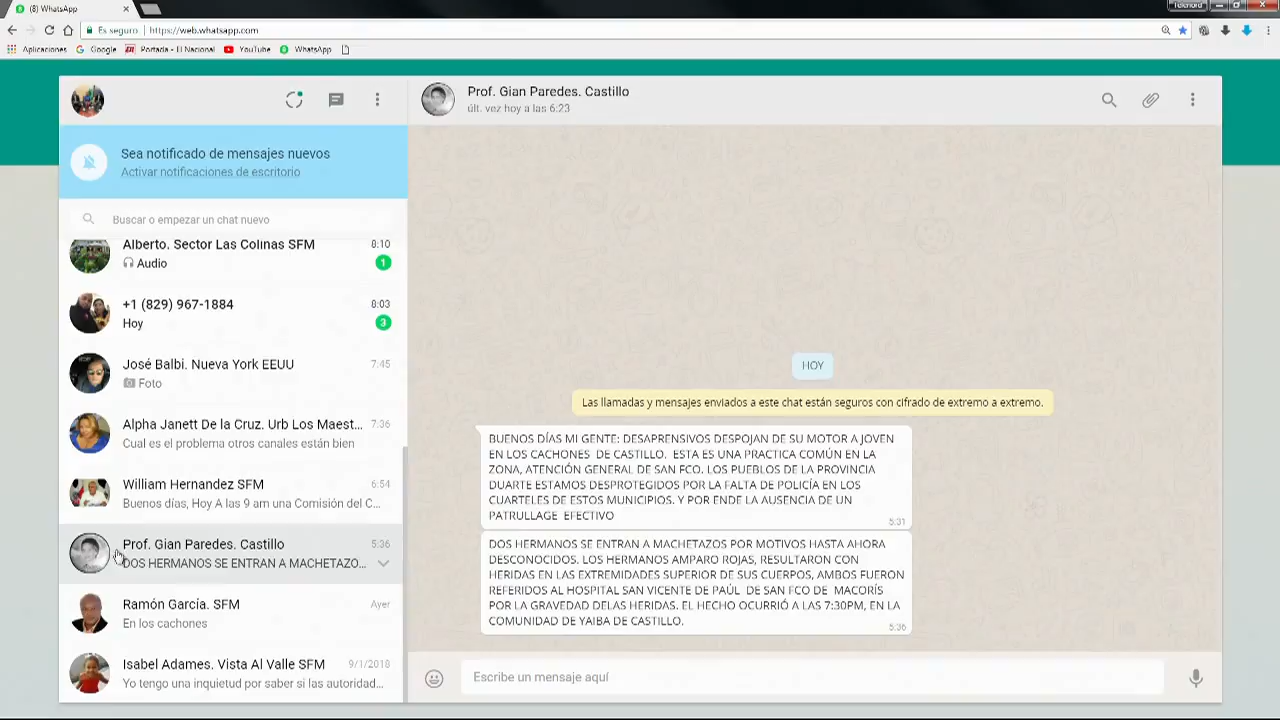 (8) WhatsApp
Telenord
Es seguro
https://web.whatsapp.com
Aplicaciones
Google
Portada - El Nacional
YouTube
WhatsApp
Prof. Gian Paredes. Castillo
últ. vez hoy a las 6:23
Sea notificado de mensajes nuevos
Activar notificaciones de escritorio
Buscar o empezar un chat nuevo
Alberto. Sector Las Colinas SFM
8:10
Audio
1
+1 (829) 967-1884
8:03
Hoy
3
José Balbi. Nueva York EEUU
7:45
Foto
Alpha Janett De la Cruz. Urb Los Maest...
7:36
Cual es el problema otros canales están bien
William Hernandez SFM
6:54
Buenos días, Hoy A las 9 am una Comisión del C...
Prof. Gian Paredes. Castillo
5:36
DOS HERMANOS SE ENTRAN A MACHETAZO...
Ramón García. SFM
Ayer
En los cachones
Isabel Adames. Vista Al Valle SFM
9/1/2018
Yo tengo una inquietud por saber si las autoridad...
HOY
Las llamadas y mensajes enviados a este chat están seguros con cifrado de extremo a extremo.
BUENOS DÍAS MI GENTE: DESAPRENSIVOS DESPOJAN DE SU MOTOR A JOVEN
EN LOS CACHONES DE CASTILLO. ESTA ES UNA PRACTICA COMÚN EN LA
ZONA, ATENCIÓN GENERAL DE SAN FCO. LOS PUEBLOS DE LA PROVINCIA
DUARTE ESTAMOS DESPROTEGIDOS POR LA FALTA DE POLICÍA EN LOS
CUARTELES DE ESTOS MUNICIPIOS. Y POR ENDE LA AUSENCIA DE UN
PATRULLAGE EFECTIVO
5:31
DOS HERMANOS SE ENTRAN A MACHETAZOS POR MOTIVOS HASTA AHORA
DESCONOCIDOS. LOS HERMANOS AMPARO ROJAS, RESULTARON CON
HERIDAS EN LAS EXTREMIDADES SUPERIOR DE SUS CUERPOS, AMBOS FUERON
REFERIDOS AL HOSPITAL SAN VICENTE DE PAÚL DE SAN FCO DE MACORÍS
POR LA GRAVEDAD DELAS HERIDAS. EL HECHO OCURRIÓ A LAS 7:30PM, EN LA
COMUNIDAD DE YAIBA DE CASTILLO.
5:36
Escribe un mensaje aquí